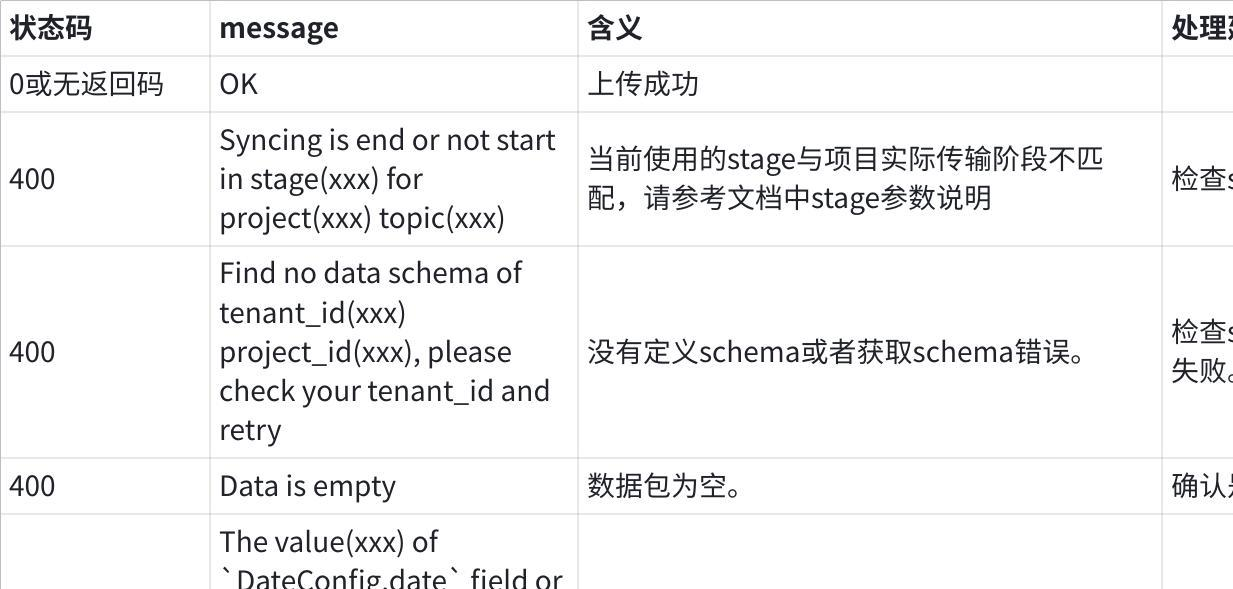 状态码
message
含义
处理
0或无返回码
OK
上传成功
400
Syncing is end or not start
in stage(xxx) for
project(xxx) topic(xxx)
当前使用的stage与项目实际传输阶段不匹
配，请参考文档中stage参数说明
检查s
400
Find no data schema of
tenant_id(xxx)
project_id(xxx), please
check your tenant_id and
retry
没有定义schema或者获取schema错误。
检查s
失败。
400
Data is empty
数据包为空。
确认
The value(xxx) of
`DateConfig.date` field or